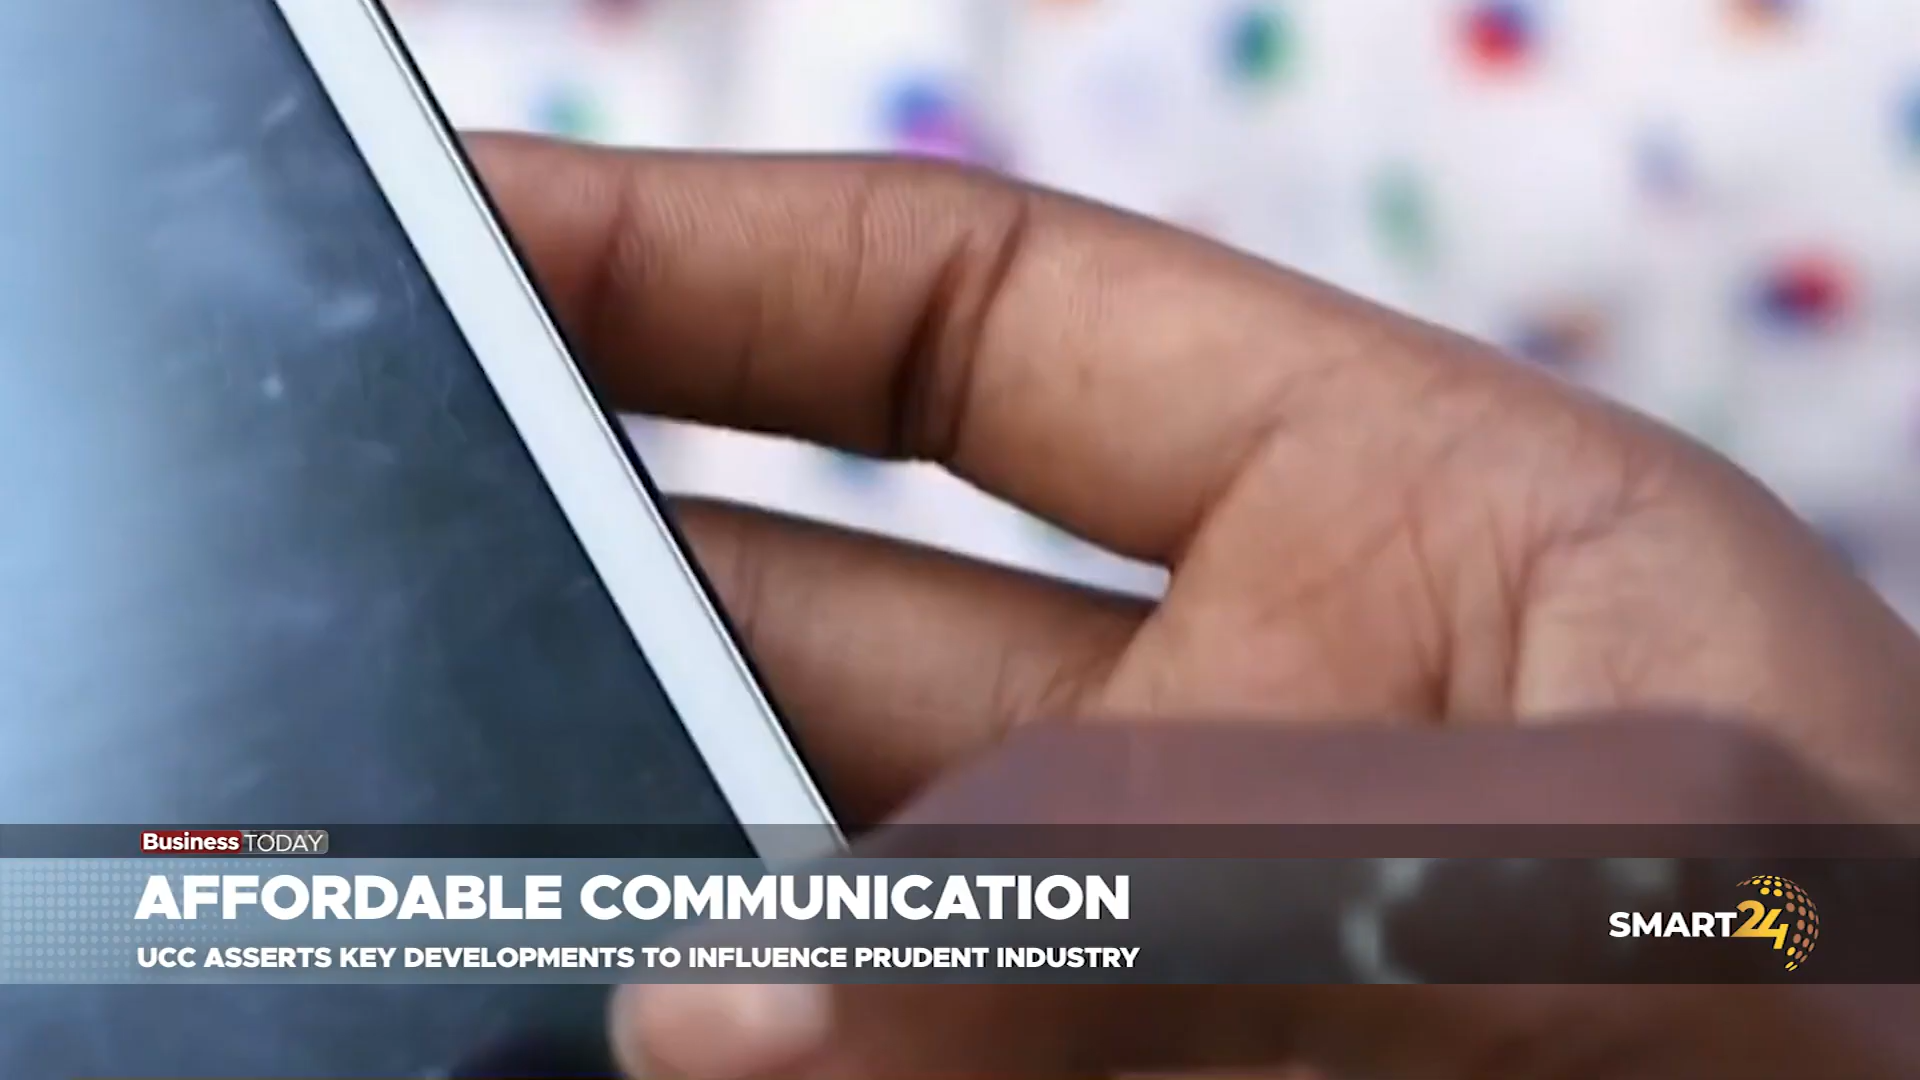 Business TODAY
AFFORDABLE COMMUNICATION
UCC ASSERTS KEY DEVELOPMENTS TO INFLUENCE PRUDENT INDUSTRY
SMART24